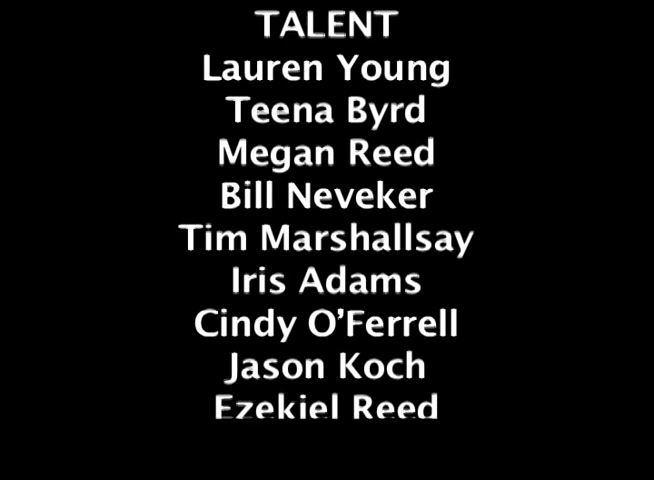 TALENT
Lauren Young
Teena Byrd
Megan Reed
Bill Neveker
Tim Marshallsay
Iris Adams
Cindy O'Ferrell
Jason Koch
Ezekiel Reed